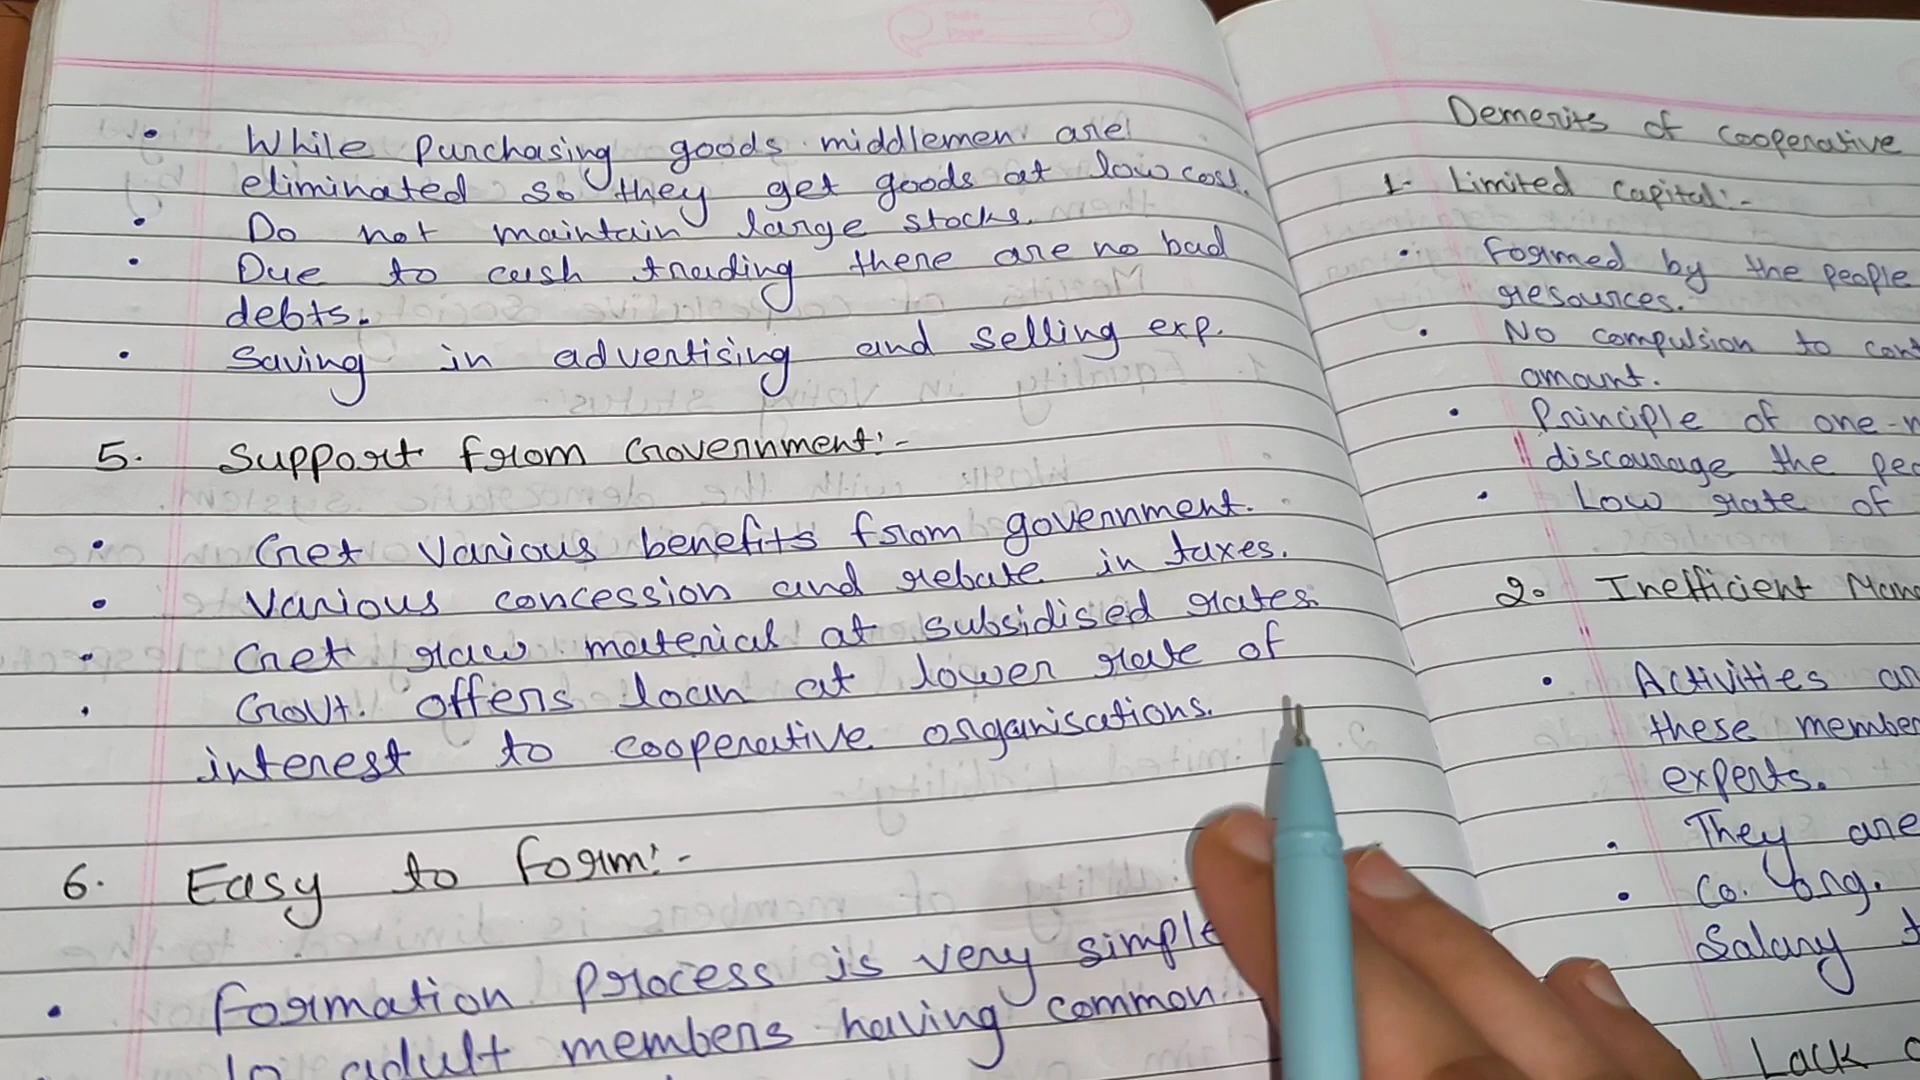 While purchasing goods middlemen are
eliminated so they get goods at low cost.
Do not maintain large stocks.
Due to cash trading there are no bad
debts.
Saving in advertising and selling exp.
5. Support from Government:-
Get various benefits from government.
Various concession and rebate in taxes.
Get raw material at subsidised rates.
Govt. offers loan at lower rate of
interest to cooperative organisations.
6. Easy to form:-
Formation process is very simple
adult members having common
Demerits of cooperative
1. Limited capital:-
Formed by the people
resources.
No compulsion to
amount.
Principle of one-
discourage the
Low rate of
2. Inefficient
Activities
these
experts.
They are
Co. org.
Salary
Lack